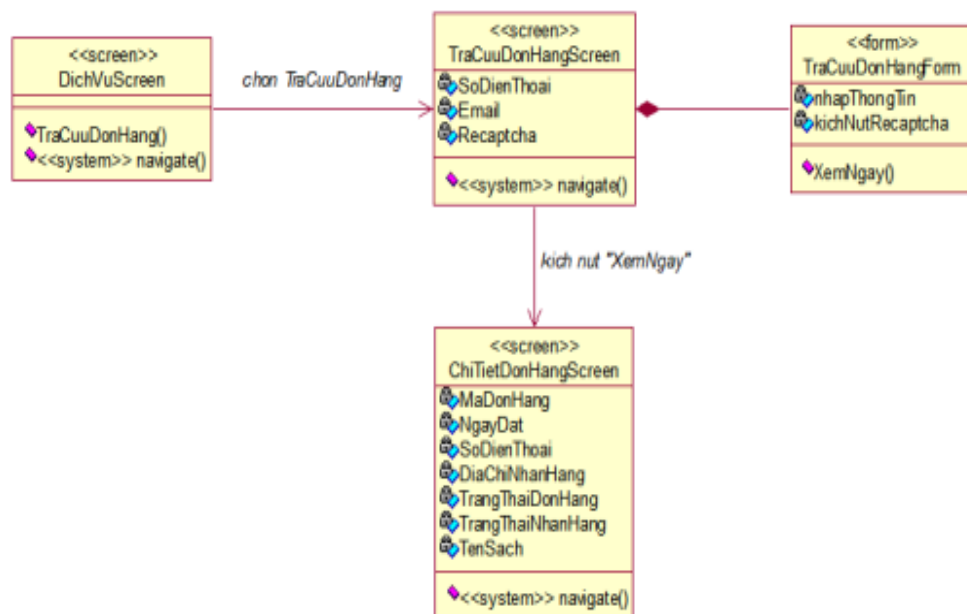 <<screen>>
DichVuScreen
TraCuuDonHang()
<<system>> navigate()
chon TraCuuDonHang
<<screen>>
TraCuuDonHangScreen
SoDienThoai
Email
Recaptcha
<<system>> navigate()
<<form>>
TraCuuDonHangForm
nhapThongTin
kichNutRecaptcha
XemNgay()
kich nut "XemNgay"
<<screen>>
ChiTietDonHangScreen
MaDonHang
NgayDat
SoDienThoai
DiaChiNhanHang
TrangThaiDonHang
TrangThaiNhanHang
TenSach
<<system>> navigate()